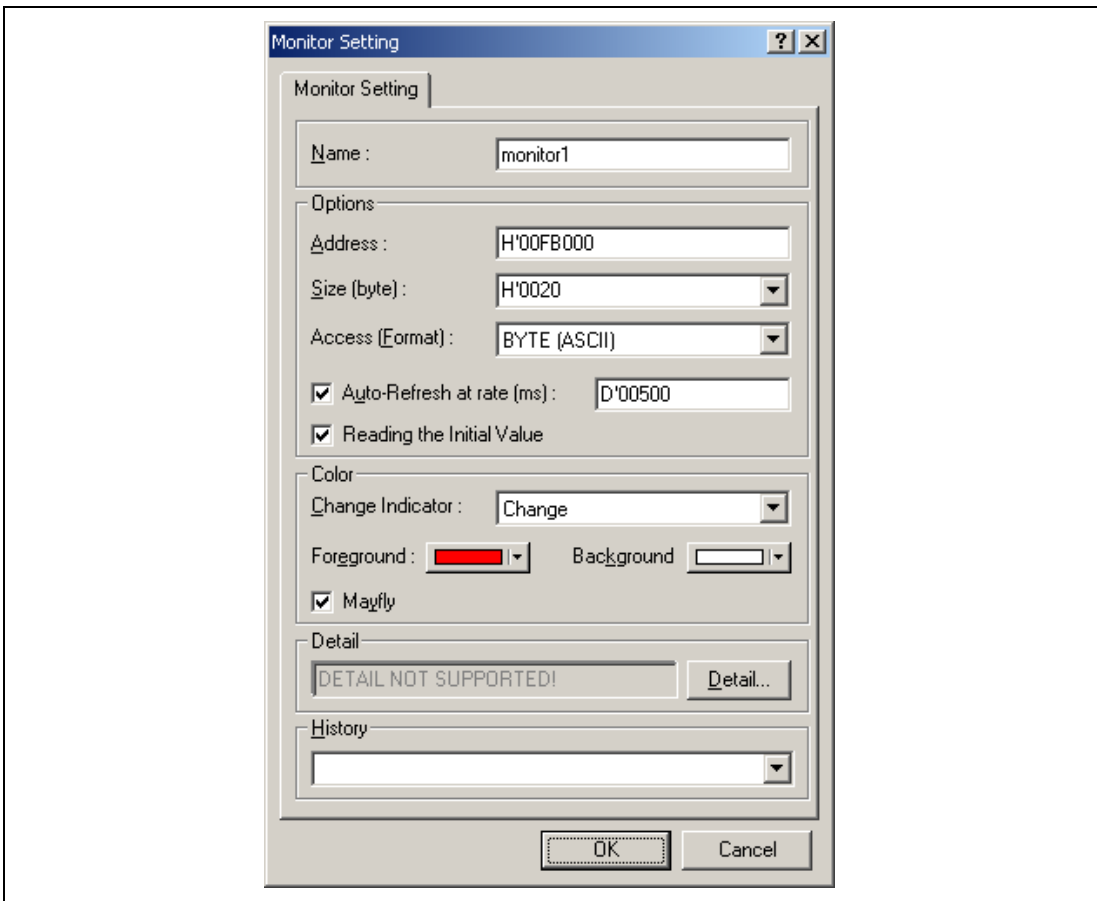 Monitor Setting
Monitor Setting
Name :
monitor1
Options
Address :
H'00FB000
Size (byte) :
H'0020
Access (Format) :
BYTE (ASCII)
Auto-Refresh at rate (ms) :
D'00500
Reading the Initial Value
Color
Change Indicator :
Change
Foreground :
Background
Mayfly
Detail
DETAIL NOT SUPPORTED!
Detail...
History
OK
Cancel